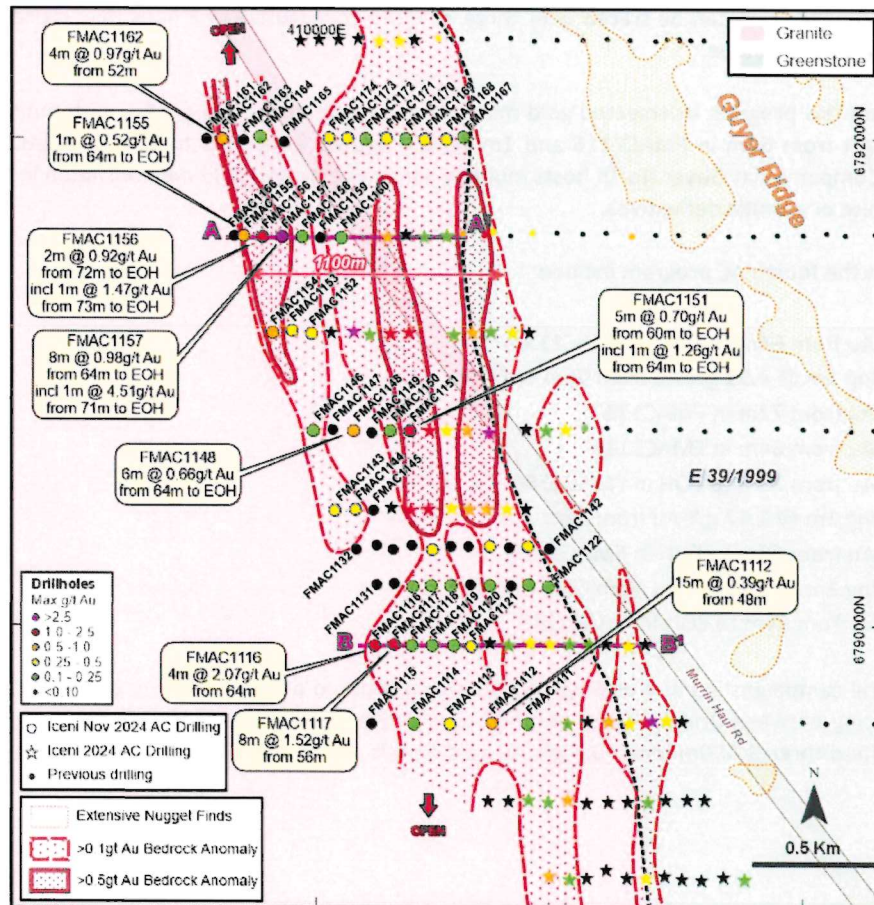 FMAC1162
4m @ 0.97g/t Au
from 52m
FMAC1155
1m @ 0.52g/t Au
from 64m to EOH
FMAC1156
2m @ 0.92g/t Au
from 72m to EOH
incl 1m @ 1.47g/t Au
from 73m to EOH
FMAC1157
8m @ 0.98g/t Au
from 64m to EOH
incl 1m @ 4.51g/t Au
from 71m to EOH
FMAC1148
6m @ 0.66g/t Au
from 64m to EOH
FMAC1116
4m @ 2.07g/t Au
from 64m
FMAC1117
8m @ 1.52g/t Au
from 56m
FMAC1151
5m @ 0.70g/t Au
from 60m to EOH
incl 1m @ 1.26g/t Au
from 64m to EOH
FMAC1112
15m @ 0.39g/t Au
from 48m
OPEN
410000E
Granite
Greenstone
Guyer Ridge
6792000N
FMAC1161
FMAC1162
FMAC1163
FMAC1164
FMAC1165
FMAC1174
FMAC1173
FMAC1172
FMAC1171
FMAC1170
FMAC1169
FMAC1168
FMAC1167
FMAC1166
FMAC1155
FMAC1156
FMAC1157
FMAC1158
FMAC1159
FMAC1160
A
A'
1100m
FMAC1154
FMAC1153
FMAC1152
FMAC1146
FMAC1147
FMAC1148
FMAC1149
FMAC1150
FMAC1151
E39/1999
FMAC1143
FMAC1144
FMAC1145
FMAC1142
FMAC1132
FMAC1122
FMAC1131
FMAC1116
FMAC1117
FMAC1118
FMAC1119
FMAC1120
FMAC1121
6790000N
B
B'
FMAC1115
FMAC1114
FMAC1113
FMAC1112
FMAC1111
Murrin Haul Rd
OPEN
N
0.5 Km
Drillholes
Max g/t Au
>2.5
1.0 - 2.5
0.5 - 1.0
0.25 - 0.5
0.1 - 0.25
<0.10
Iceni Nov 2024 AC Drilling
Iceni 2024 AC Drilling
Previous drilling
Extensive Nugget Finds
>0.1gt Au Bedrock Anomaly
>0.5gt Au Bedrock Anomaly